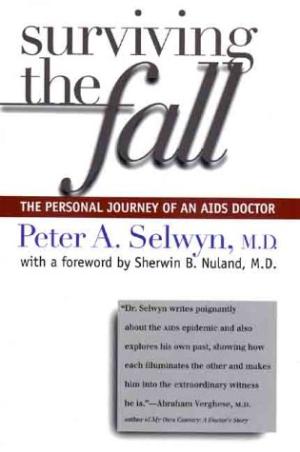 surviving
the fall
THE PERSONAL JOURNEY OF AN AIDS DOCTOR
Peter A. Selwyn, M.D.
with a foreword by Sherwin B. Nuland, M.D.
"Dr. Selwyn writes poignantly
about the AIDS epidemic and also
explores his own past, showing how
each illuminates the other and makes
him into the extraordinary witness
he is."—Abraham Verghese, M.D.
author of My Own Country: A Doctor's Story